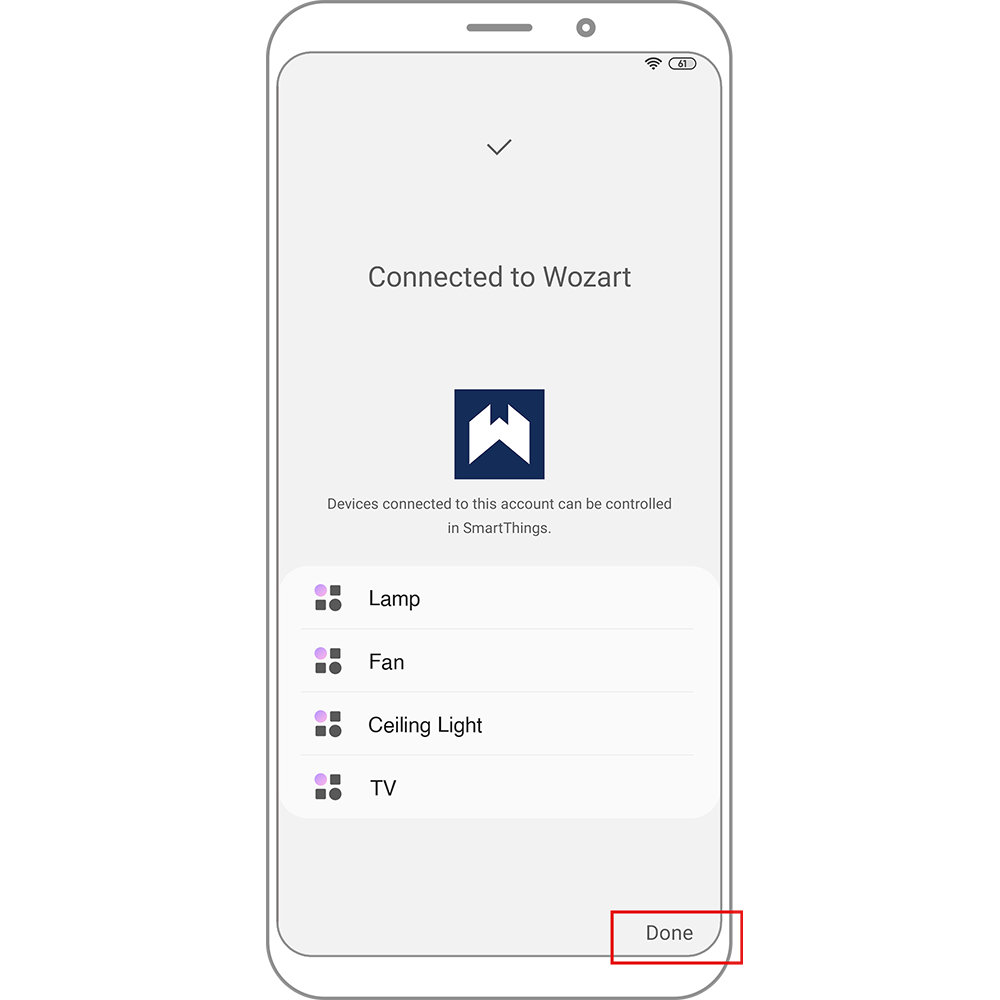 61
Connected to Wozart
Devices connected to this account can be controlled
in SmartThings.
Lamp
Fan
Ceiling Light
TV
Done